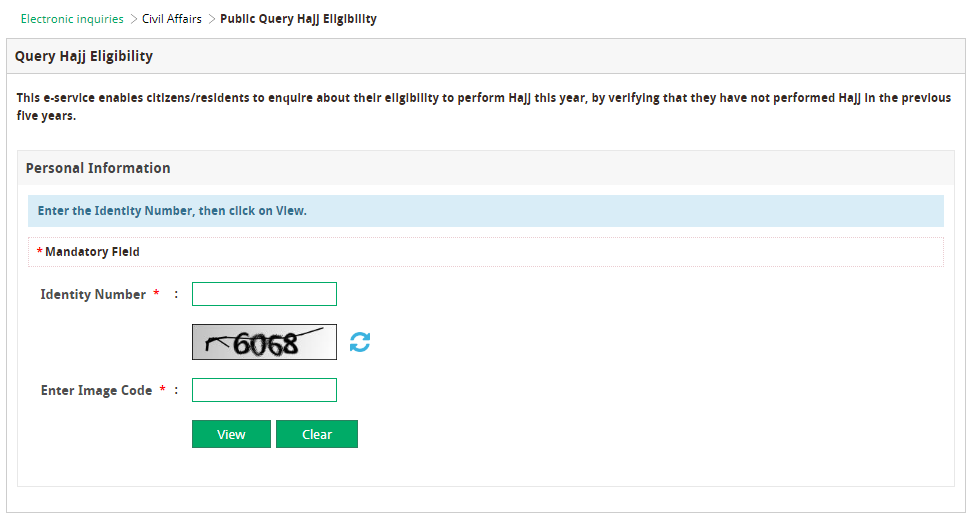 Electronic inquiries > Civil Affairs > Public Query Hajj Eligibility
Query Hajj Eligibility
This e-service enables citizens/residents to enquire about their eligibility to perform Hajj this year, by verifying that they have not performed Hajj in the previous
five years.
Personal Information
Enter the Identity Number, then click on View.
* Mandatory Field
Identity Number * :
6068
Enter Image Code * :
View Clear